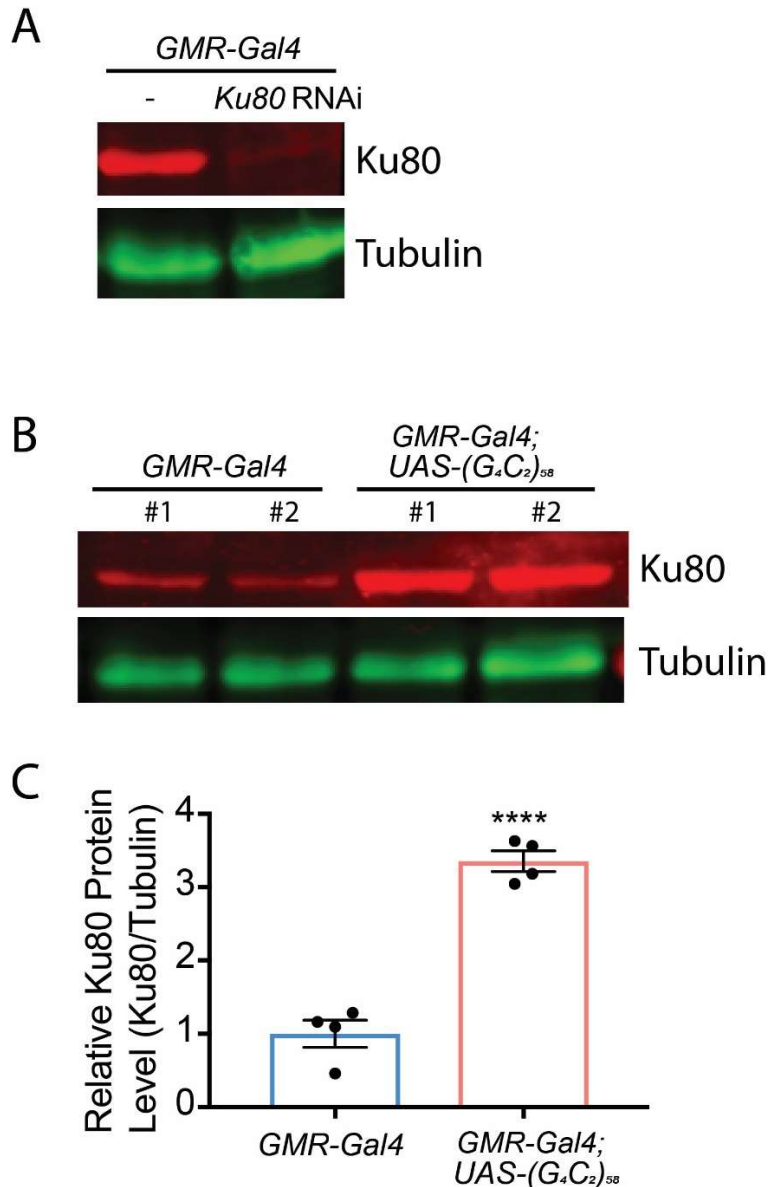 A
GMR-Gal4
- Ku80 RNAi
Ku80
Tubulin
B
GMR-Gal4
GMR-Gal4;
UAS-(G₄C₂)₅₈
#1 #2 #1 #2
Ku80
Tubulin
C
Relative Ku80 Protein
Level (Ku80/Tubulin)
4
3
2
1
0
****
GMR-Gal4
GMR-Gal4;
UAS-(G₄C₂)₅₈